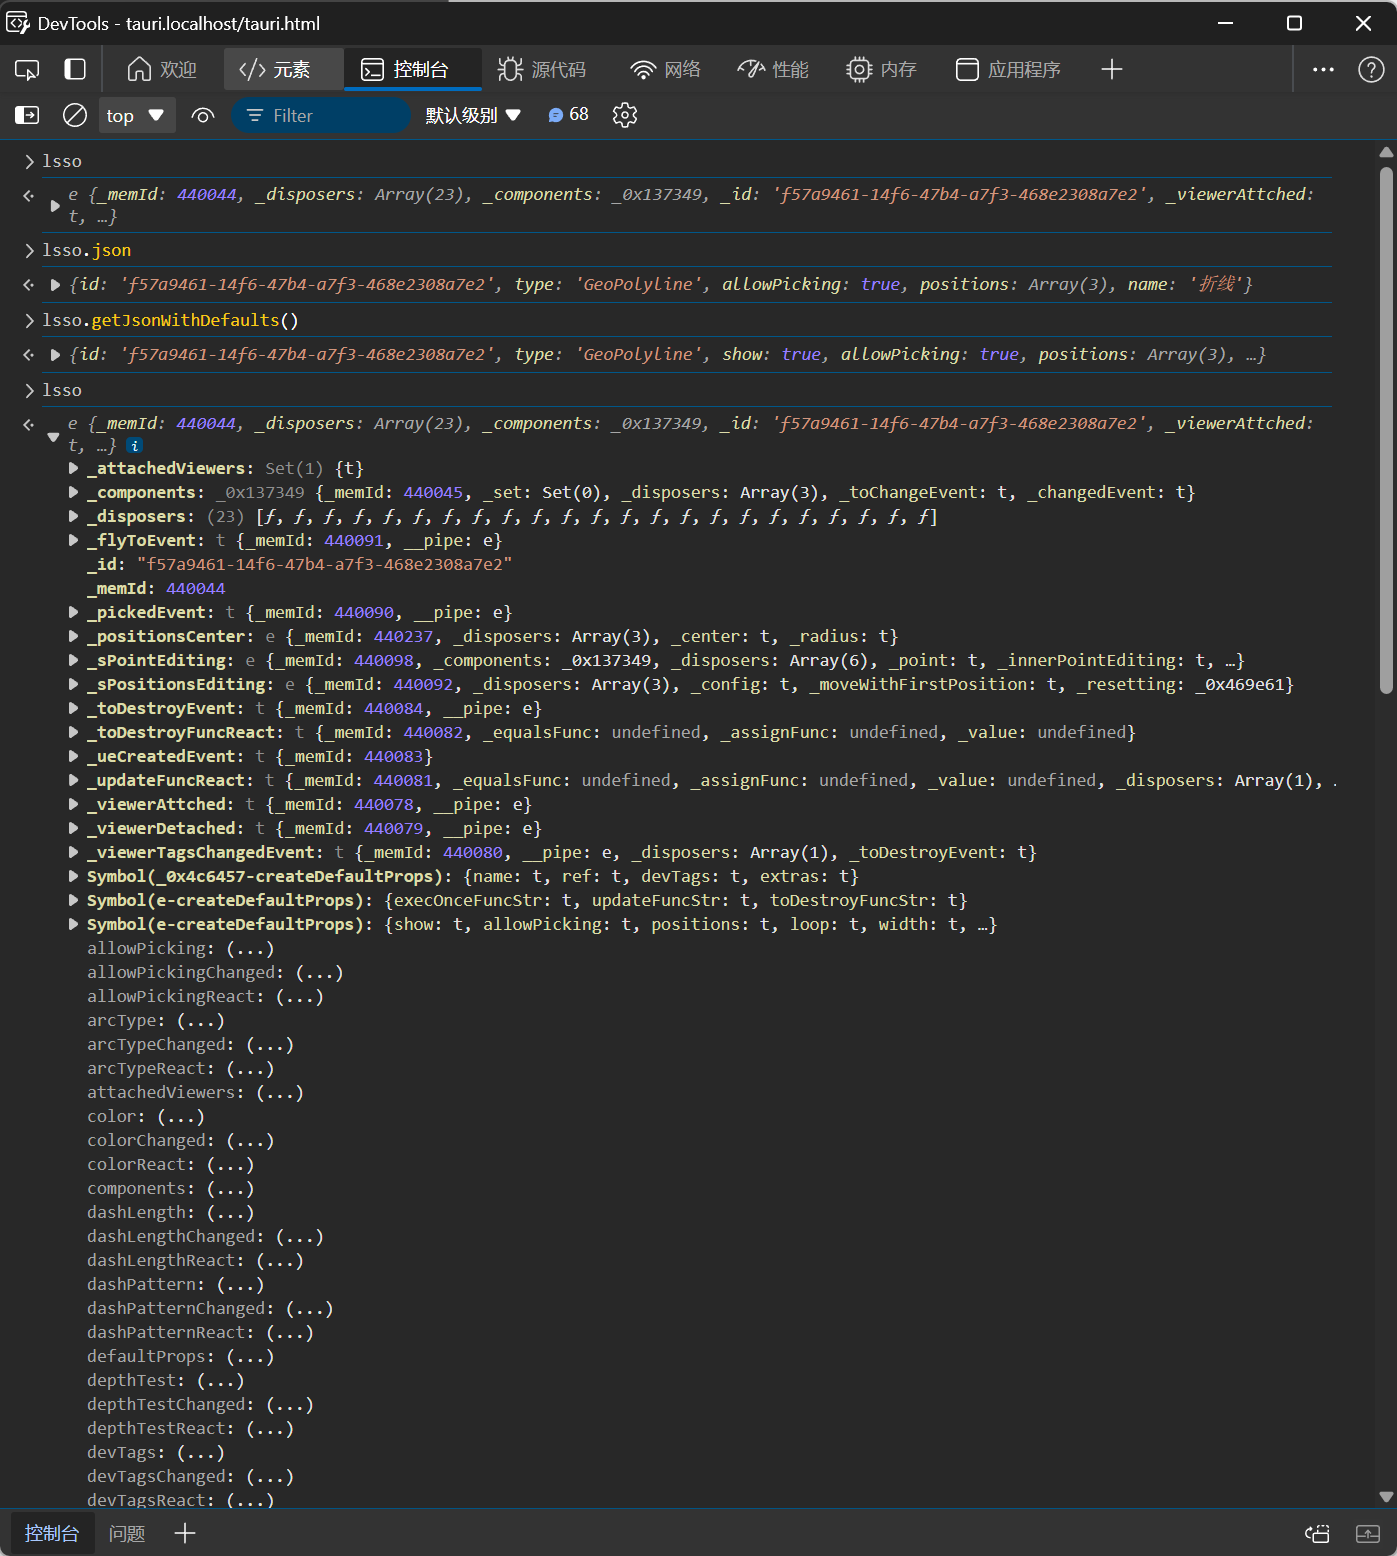 DevTools - tauri.localhost/tauri.html
欢迎 </> 元素 控制台 源代码 网络 性能 内存 应用程序
top Filter 默认级别 68
lsso
e {_memId: 440044, _disposers: Array(23), _components: _0x137349, _id: 'f57a9461-14f6-47b4-a7f3-468e2308a7e2', _viewerAttched:
t, …}
lsso.json
{id: 'f57a9461-14f6-47b4-a7f3-468e2308a7e2', type: 'GeoPolyline', allowPicking: true, positions: Array(3), name: '折线'}
lsso.getJsonWithDefaults()
{id: 'f57a9461-14f6-47b4-a7f3-468e2308a7e2', type: 'GeoPolyline', show: true, allowPicking: true, positions: Array(3), …}
lsso
e {_memId: 440044, _disposers: Array(23), _components: _0x137349, _id: 'f57a9461-14f6-47b4-a7f3-468e2308a7e2', _viewerAttched:
t, …} i
_attachedViewers: Set(1) {t}
_components: _0x137349 {_memId: 440045, _set: Set(0), _disposers: Array(3), _toChangeEvent: t, _changedEvent: t}
_disposers: (23) [f, f, f, f, f, f, f, f, f, f, f, f, f, f, f, f, f, f, f, f, f, f, f]
_flyToEvent: t {_memId: 440091, __pipe: e}
_id: "f57a9461-14f6-47b4-a7f3-468e2308a7e2"
_memId: 440044
_pickedEvent: t {_memId: 440090, __pipe: e}
_positionsCenter: e {_memId: 440237, _disposers: Array(3), _center: t, _radius: t}
_sPointEditing: e {_memId: 440098, _components: _0x137349, _disposers: Array(6), _point: t, _innerPointEditing: t, …}
_sPositionsEditing: e {_memId: 440092, _disposers: Array(3), _config: t, _moveWithFirstPosition: t, _resetting: _0x469e61}
_toDestroyEvent: t {_memId: 440084, __pipe: e}
_toDestroyFuncReact: t {_memId: 440082, _equalsFunc: undefined, _assignFunc: undefined, _value: undefined}
_ueCreatedEvent: t {_memId: 440083}
_updateFuncReact: t {_memId: 440081, _equalsFunc: undefined, _assignFunc: undefined, _value: undefined, _disposers: Array(1), .
_viewerAttched: t {_memId: 440078, __pipe: e}
_viewerDetached: t {_memId: 440079, __pipe: e}
_viewerTagsChangedEvent: t {_memId: 440080, __pipe: e, _disposers: Array(1), _toDestroyEvent: t}
Symbol(_0x4c6457-createDefaultProps): {name: t, ref: t, devTags: t, extras: t}
Symbol(e-createDefaultProps): {execOnceFuncStr: t, updateFuncStr: t, toDestroyFuncStr: t}
Symbol(e-createDefaultProps): {show: t, allowPicking: t, positions: t, loop: t, width: t, …}
allowPicking: (...)
allowPickingChanged: (...)
allowPickingReact: (...)
arcType: (...)
arcTypeChanged: (...)
arcTypeReact: (...)
attachedViewers: (...)
color: (...)
colorChanged: (...)
colorReact: (...)
components: (...)
dashLength: (...)
dashLengthChanged: (...)
dashLengthReact: (...)
dashPattern: (...)
dashPatternChanged: (...)
dashPatternReact: (...)
defaultProps: (...)
depthTest: (...)
depthTestChanged: (...)
depthTestReact: (...)
devTags: (...)
devTagsChanged: (...)
devTagsReact: (...)
控制台 问题